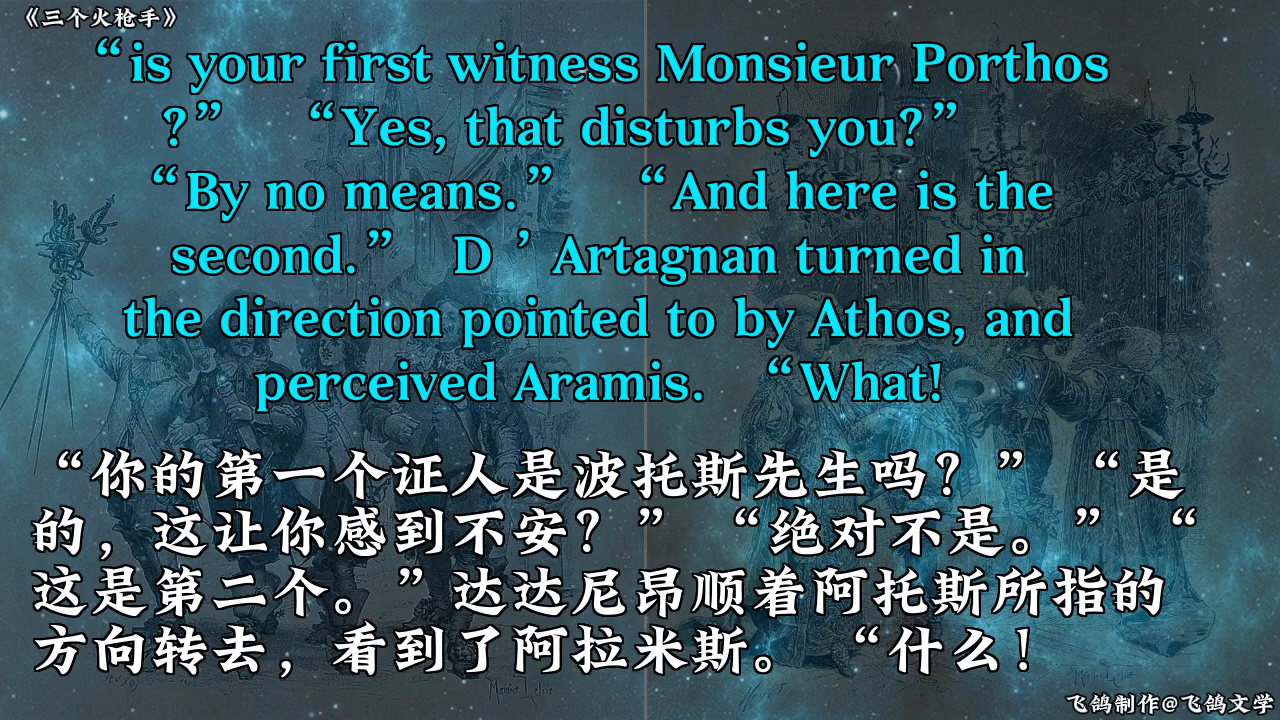 《三个火枪手》
“is your first witness Monsieur Porthos
?” “Yes, that disturbs you?”
“By no means.” “And here is the
second.” D’Artagnan turned in
the direction pointed to by Athos, and
perceived Aramis. “What!
“你的第一个证人是波托斯先生吗？” “是
的，这让你感到不安？” “绝对不是。” “
这是第二个。”达达尼昂顺着阿托斯所指的
方向转去，看到了阿拉米斯。 “什么！
飞鸽制作@飞鸽文学